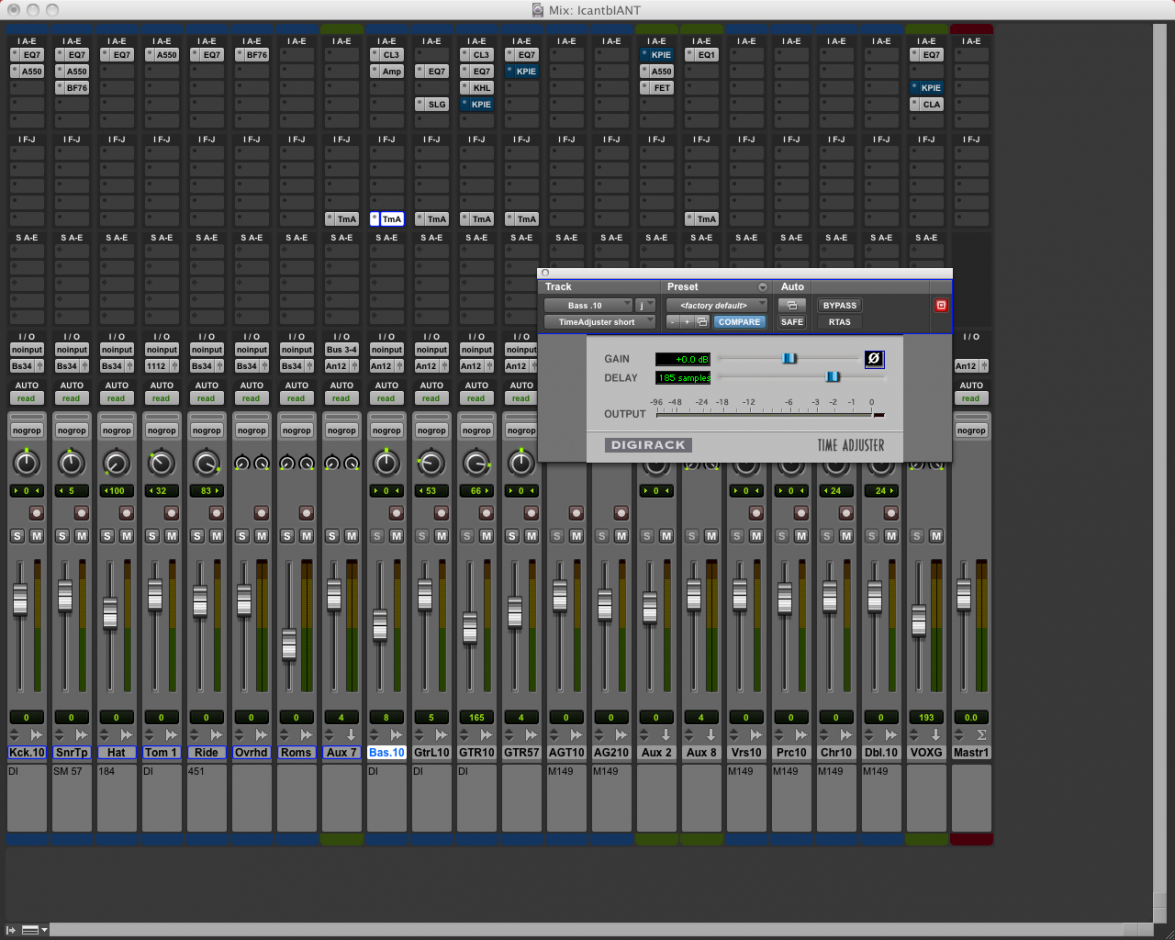 Mix: IcantbIANT
I A-E I A-E I A-E I A-E I A-E I A-E I A-E I A-E I A-E I A-E I A-E I A-E I A-E I A-E I A-E I A-E I A-E I A-E I A-E I A-E I A-E I A-E
EQ7 EQ7 EQ7 A550 EQ7 BF76 CL3 CL3 EQ7 KPIE EQ1 EQ7
A550 A550 Amp EQ7 EQ7 KPIE A550
BF76 KHL FET KPIE
SLG KPIE CLA
I F-J I F-J I F-J I F-J I F-J I F-J I F-J I F-J I F-J I F-J I F-J I F-J I F-J I F-J I F-J I F-J I F-J I F-J I F-J I F-J I F-J I F-J
TmA TmA TmA TmA TmA TmA
S A-E S A-E S A-E S A-E S A-E S A-E S A-E S A-E S A-E S A-E S A-E S A-E S A-E S A-E S A-E S A-E S A-E S A-E S A-E S A-E S A-E
Track Preset Auto
Bass .10 j <factory default> BYPASS
TimeAdjuster short - + COMPARE SAFE RTAS
GAIN +0.0 dB Ø
DELAY 185 samples
-96 -48 -24 -18 -12 -6 -3 -2 -1 0
OUTPUT
DIGIRACK TIME ADJUSTER
I / O I / O I / O I / O I / O I / O I / O I / O I / O I / O I / O I / O I / O
noinput noinput noinput noinput noinput noinput noinput Bus 3-4 noinput noinput noinput noinput
Bs34 Bs34 Bs34 1112 Bs34 Bs34 Bs34 An12 An12 An12 An12 An12 An12
AUTO AUTO AUTO AUTO AUTO AUTO AUTO AUTO AUTO AUTO AUTO AUTO AUTO
read read read read read read read read read read read read read
nogrop nogrop nogrop nogrop nogrop nogrop nogrop nogrop nogrop nogrop nogrop nogrop nogrop
0 5 100 32 83 0 53 66 0 0 0 0 24 24
S M S M S M S M S M S M S M S M S M S M S M S M S M S M S M S M S M S M S M S M S M
0 0 0 0 0 0 0 4 8 5 165 4 0 0 0 4 0 0 0 0 193 0.0
Kck.10 SnrTp Hat Tom 1 Ride Ovrhd Roms Aux 7 Bas.10 GtrL10 GTR10 GTR57 AGT10 AG210 Aux 2 Aux 8 Vrs10 Prc10 Chr10 Dbl.10 VOXG Mastr1
DI SM 57 184 DI 451 DI DI DI M149 M149 M149 M149 M149 M149